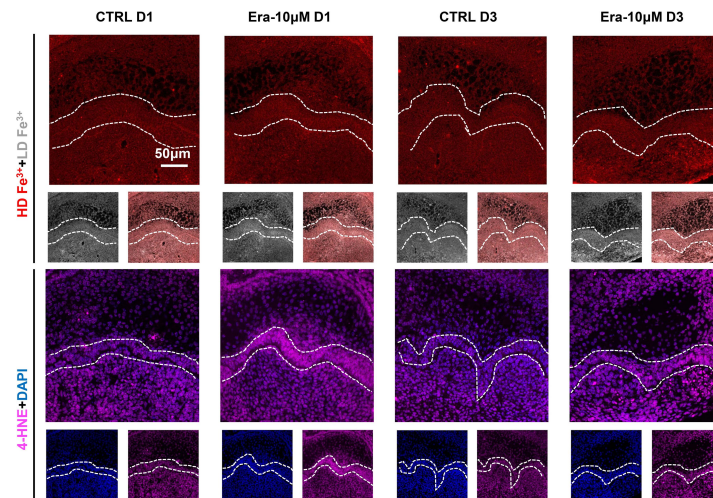 CTRL D1 Era-10μM D1 CTRL D3 Era-10μM D3
HD Fe³⁺+LD Fe³⁺
50μm
4-HNE+DAPI